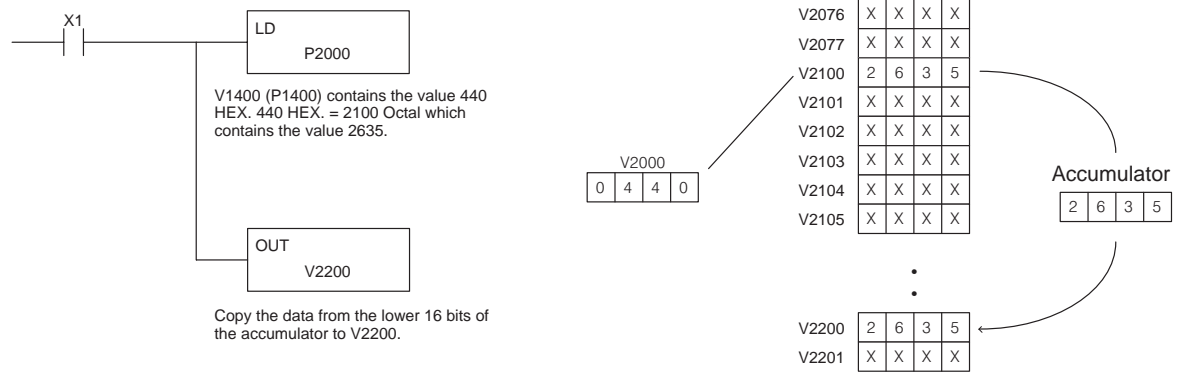 X1
LD
P2000
V1400 (P1400) contains the value 440
HEX. 440 HEX. = 2100 Octal which
contains the value 2635.
OUT
V2200
Copy the data from the lower 16 bits of
the accumulator to V2200.
V2000
0 4 4 0
V2076 X X X X
V2077 X X X X
V2100 2 6 3 5
V2101 X X X X
V2102 X X X X
V2103 X X X X
V2104 X X X X
V2105 X X X X
V2200 2 6 3 5
V2201 X X X X
Accumulator
2 6 3 5